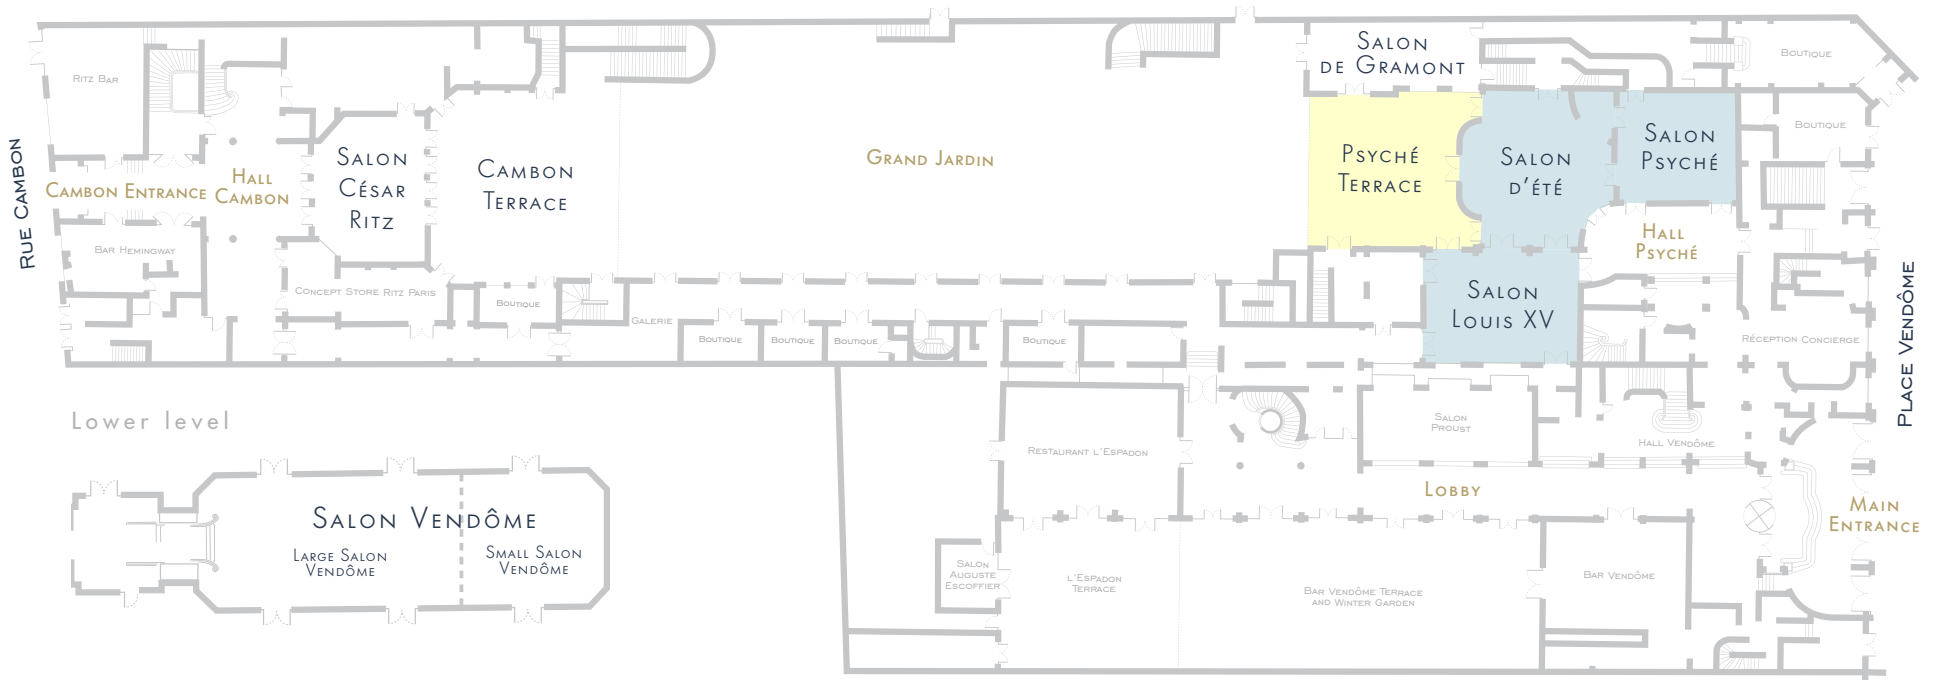 Salon
de Gramont
Boutique
Ritz Bar
Boutique
Rue Cambon
Cambon Entrance
Hall
Cambon
Salon
César
Ritz
Cambon
Terrace
Grand Jardin
Psyché
Terrace
Salon
d'été
Salon
Psyché
Hall
Psyché
Bar Hemingway
Concept Store Ritz Paris
Boutique
Galerie
Boutique
Boutique
Boutique
Boutique
Salon
Louis XV
Réception Concierge
Place Vendôme
Lower level
Restaurant l'Espadon
Salon
Proust
Hall Vendôme
Lobby
Main
Entrance
Salon Vendôme
Large Salon
Vendôme
Small Salon
Vendôme
Salon
Auguste
Escoffier
l'Espadon
Terrace
Bar Vendôme Terrace
and Winter Garden
Bar Vendôme